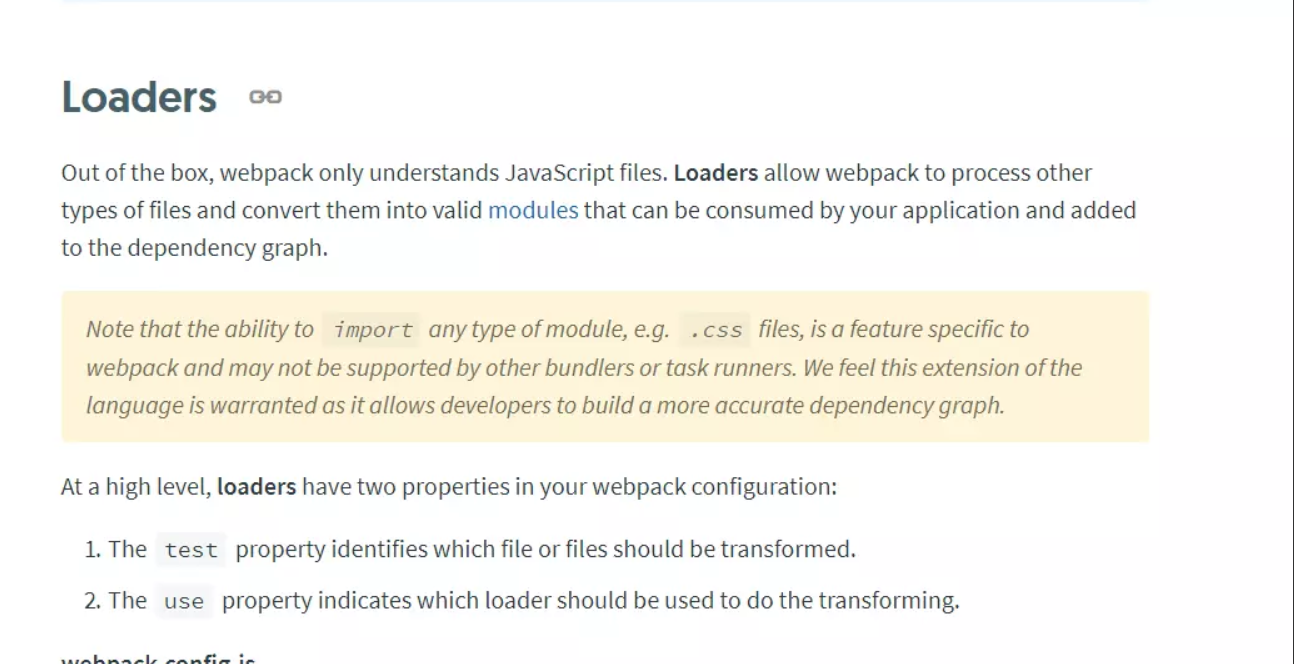 Loaders
Out of the box, webpack only understands JavaScript files. Loaders allow webpack to process other
types of files and convert them into valid modules that can be consumed by your application and added
to the dependency graph.
Note that the ability to import any type of module, e.g. .css files, is a feature specific to
webpack and may not be supported by other bundlers or task runners. We feel this extension of the
language is warranted as it allows developers to build a more accurate dependency graph.
At a high level, loaders have two properties in your webpack configuration:
1. The test property identifies which file or files should be transformed.
2. The use property indicates which loader should be used to do the transforming.
webpack.config.js